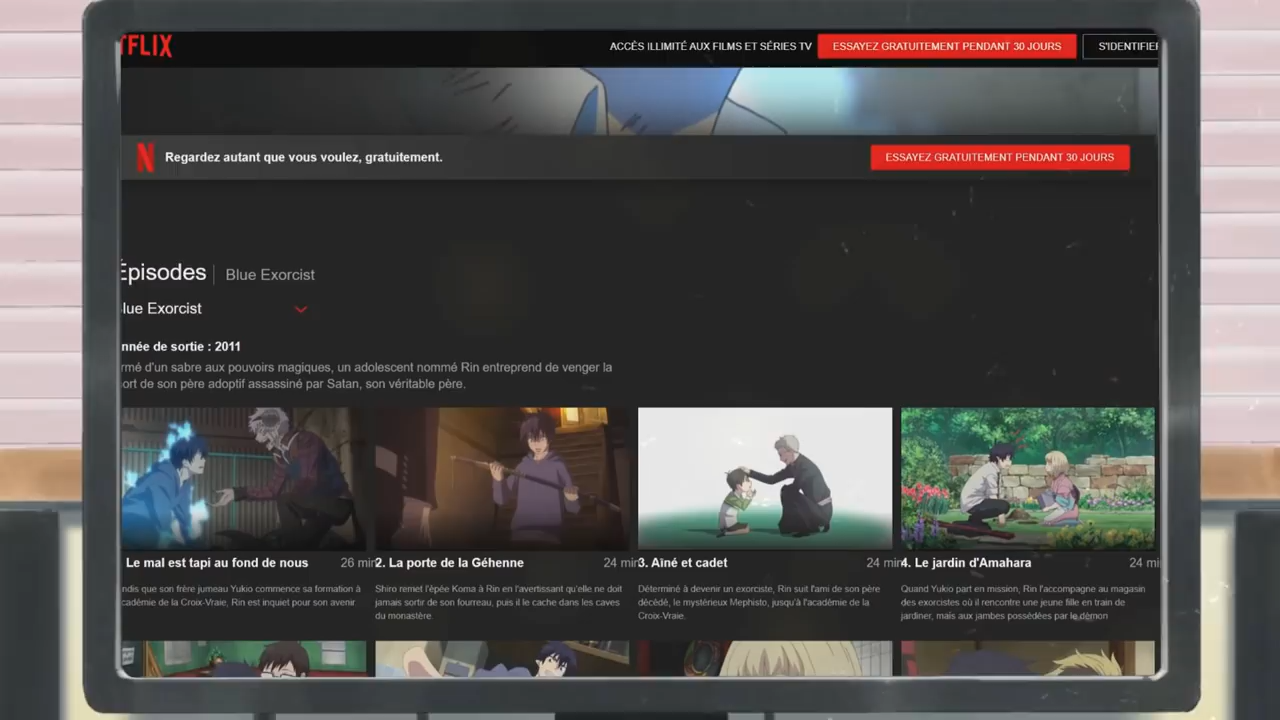 TFLIX
ACCÈS ILLIMITÉ AUX FILMS ET SÉRIES TV
ESSAYEZ GRATUITEMENT PENDANT 30 JOURS
S'IDENTIFIER
N
Regardez autant que vous voulez, gratuitement.
ESSAYEZ GRATUITEMENT PENDANT 30 JOURS
Épisodes
Blue Exorcist
lue Exorcist
nnée de sortie : 2011
rmé d'un sabre aux pouvoirs magiques, un adolescent nommé Rin entreprend de venger la
ort de son père adoptif assassiné par Satan, son véritable père.
Le mal est tapi au fond de nous
26 min
ndis que son frère jumeau Yukio commence sa formation à
cadémie de la Croix-Vraie, Rin est inquiet pour son avenir.
2. La porte de la Géhenne
24 min
Shiro remet l'épée Koma à Rin en l'avertissant qu'elle ne doit
jamais sortir de son fourreau, puis il le cache dans les caves
du monastère.
3. Aîné et cadet
24 min
Déterminé à devenir un exorciste, Rin suit l'ami de son père
décédé, le mystérieux Mephisto, jusqu'à l'académie de la
Croix-Vraie.
4. Le jardin d'Amahara
24 mi
Quand Yukio part en mission, Rin l'accompagne au magasin
des exorcistes où il rencontre une jeune fille en train de
jardiner, mais aux jambes possédées par le démon